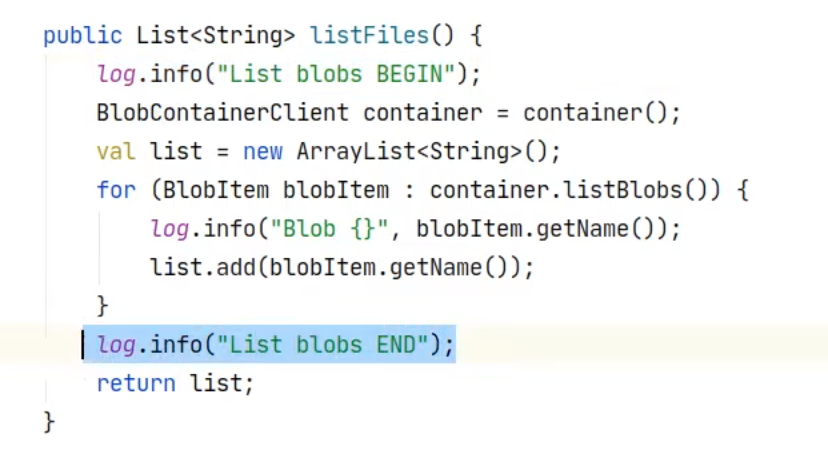 public List<String> listFiles() {
    log.info("List blobs BEGIN");
    BlobContainerClient container = container();
    val list = new ArrayList<String>();
    for (BlobItem blobItem : container.listBlobs()) {
        log.info("Blob {}", blobItem.getName());
        list.add(blobItem.getName());
    }
    log.info("List blobs END");
    return list;
}